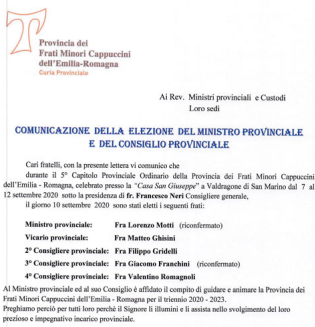 Provincia dei
Frati Minori Cappuccini
dell'Emilia-Romagna
Curia Provinciale
Ai Rev. Ministri provinciali e Custodi
Loro sedi
COMUNICAZIONE DELLA ELEZIONE DEL MINISTRO PROVINCIALE
E DEL CONSIGLIO PROVINCIALE
Cari fratelli, con la presente lettera vi comunico che
durante il 5° Capitolo Provinciale Ordinario della Provincia dei Frati Minori Cappuccini
dell'Emilia - Romagna, celebrato presso la "Casa San Giuseppe" a Valdragone di San Marino dal 7 al
12 settembre 2020 sotto la presidenza di fr. Francesco Neri Consigliere generale,
il giorno 10 settembre 2020 sono stati eletti i seguenti frati:
Ministro provinciale: Fra Lorenzo Motti (riconfermato)
Vicario provinciale: Fra Matteo Ghisini
2° Consigliere provinciale: Fra Filippo Gridelli
3° Consigliere provinciale: Fra Giacomo Franchini (riconfermato)
4° Consigliere provinciale: Fra Valentino Romagnoli
Al Ministro provinciale ed al suo Consiglio è affidato il compito di guidare e animare la Provincia dei
Frati Minori Cappuccini dell'Emilia - Romagna per il triennio 2020 - 2023.
Preghiamo perciò per tutti loro perché il Signore li illumini e li assista nello svolgimento del loro
prezioso e impegnativo incarico provinciale.